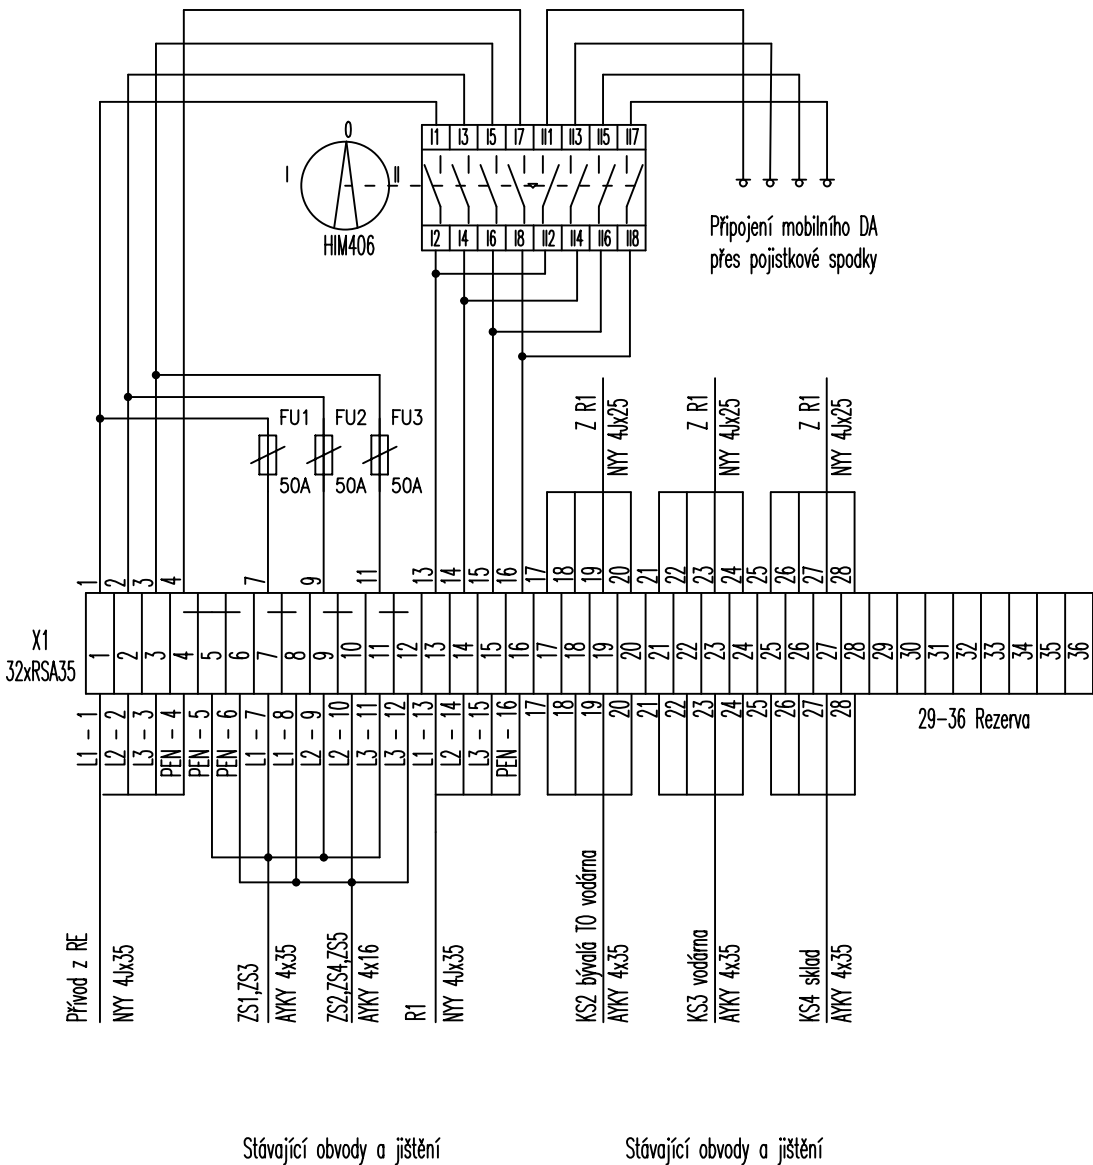 0
I
II
HIM406
I1 I3 I5 I7 II1 II3 II5 II7
I2 I4 I6 I8 II2 II4 II6 II8
Připojení mobilního DA
přes pojistkové spodky
FU1 FU2 FU3
50A 50A 50A
Z R1
NYY 4Jx25
Z R1
NYY 4Jx25
Z R1
NYY 4Jx25
1 2 3 4 7 9 11 13 14 15 16 17 18 19 20 21 22 23 24 25 26 27 28
X1
32xRSA35
1 2 3 4 5 6 7 8 9 10 11 12 13 14 15 16 17 18 19 20 21 22 23 24 25 26 27 28 29 30 31 32 33 34 35 36
L1 - 1
L2 - 2
L3 - 3
PEN - 4
PEN - 5
PEN - 6
L1 - 7
L1 - 8
L2 - 9
L2 - 10
L3 - 11
L3 - 12
L1 - 13
L2 - 14
L3 - 15
PEN - 16
17 18 19 20 21 22 23 24 25 26 27 28
29-36 Rezerva
Přívod z RE
NYY 4Jx35
ZS1,ZS3
AYKY 4x35
ZS2,ZS4,ZS5
AYKY 4x16
R1
NYY 4Jx35
KS2 bývalá TO vodárna
AYKY 4x35
KS3 vodárna
AYKY 4x35
KS4 sklad
AYKY 4x35
Stávající obvody a jištění
Stávající obvody a jištění